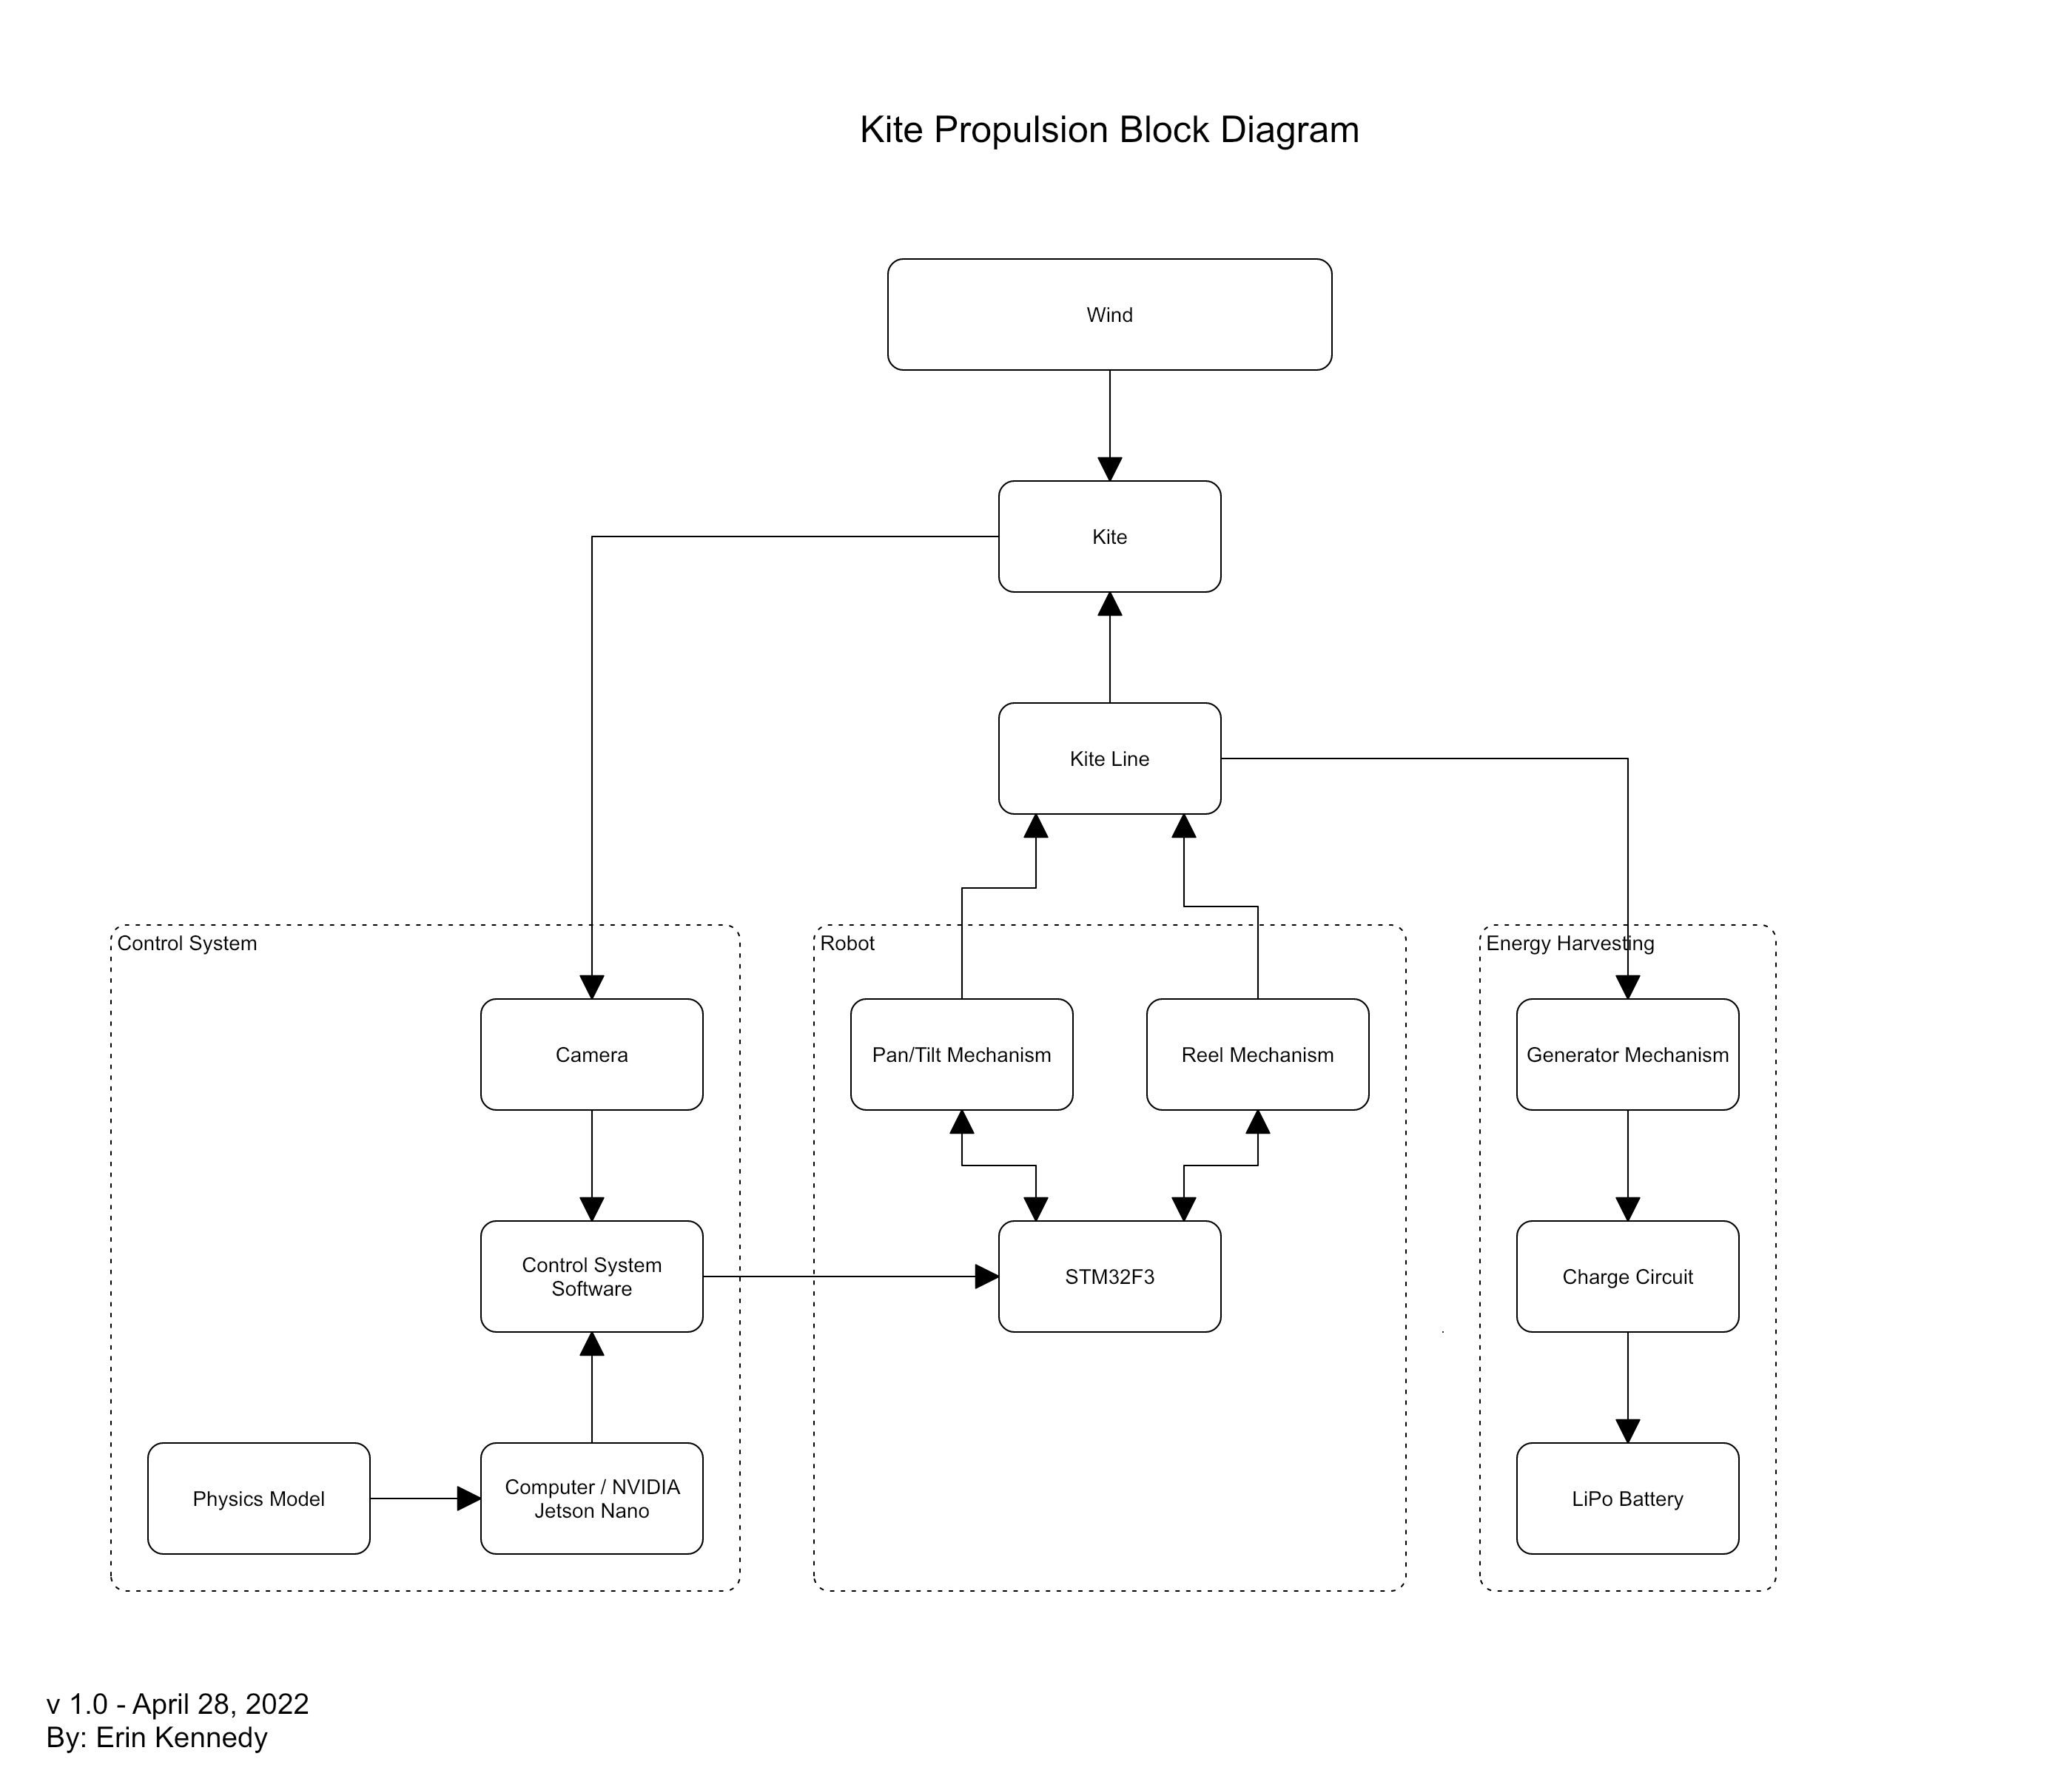 Kite Propulsion Block Diagram
Wind
Kite
Kite Line
Control System
Robot
Energy Harvesting
Camera
Pan/Tilt Mechanism
Reel Mechanism
Generator Mechanism
Control System
Software
STM32F3
Charge Circuit
Physics Model
Computer / NVIDIA
Jetson Nano
LiPo Battery
v 1.0 - April 28, 2022
By: Erin Kennedy